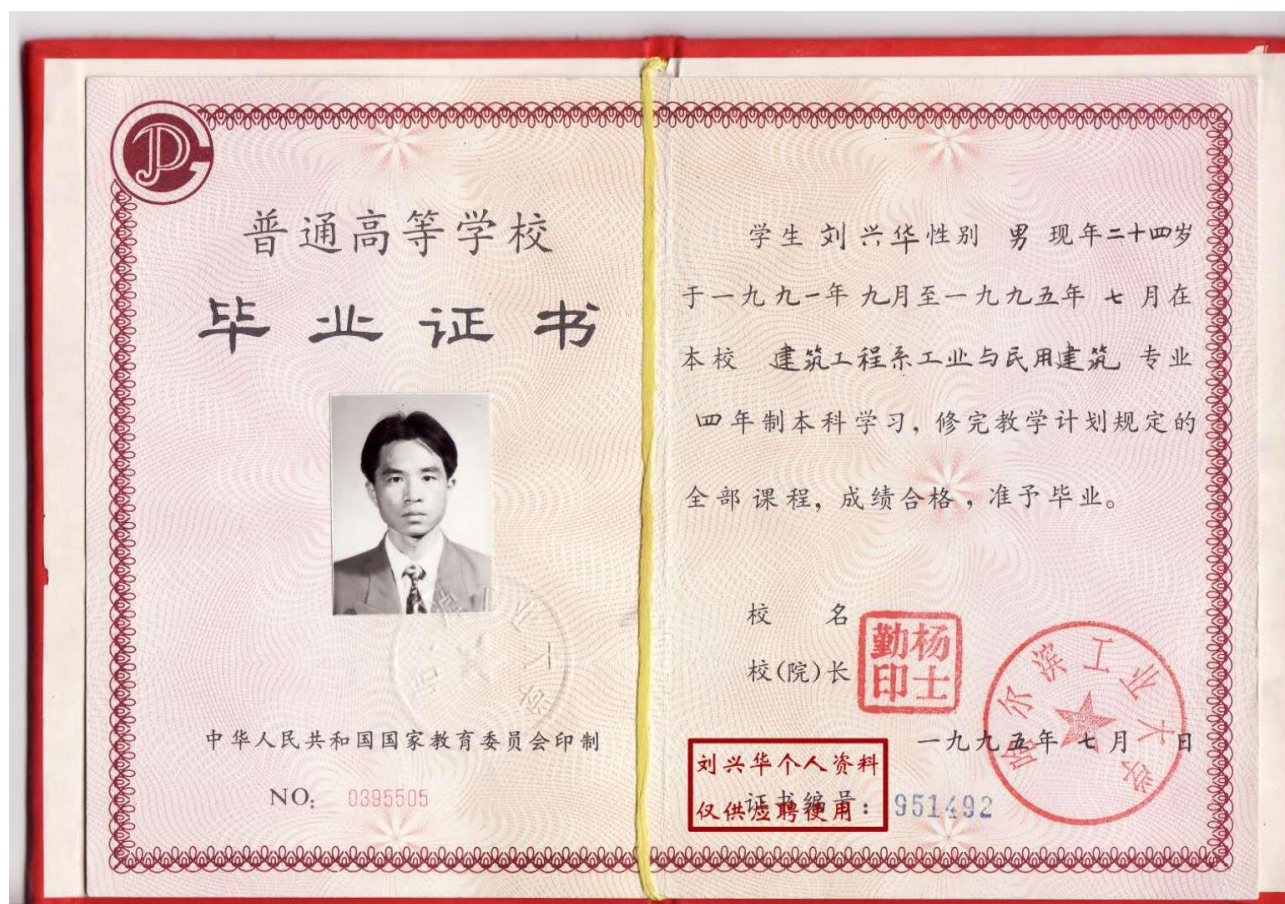 普通高等学校
毕业证书
中华人民共和国国家教育委员会印制
NO: 0395505
学生 刘兴华 性别 男 现年二十四岁
于一九九一年 九月至一九九五年 七 月在
本校 建筑工程系工业与民用建筑 专业
四年制本科学习,修完教学计划规定的
全部课程,成绩合格,准予毕业。
校 名
校(院)长
杨士勤印
哈尔滨工业大学
一九九五年 七 月 日
证书编号: 951492
刘兴华个人资料
仅供应聘使用